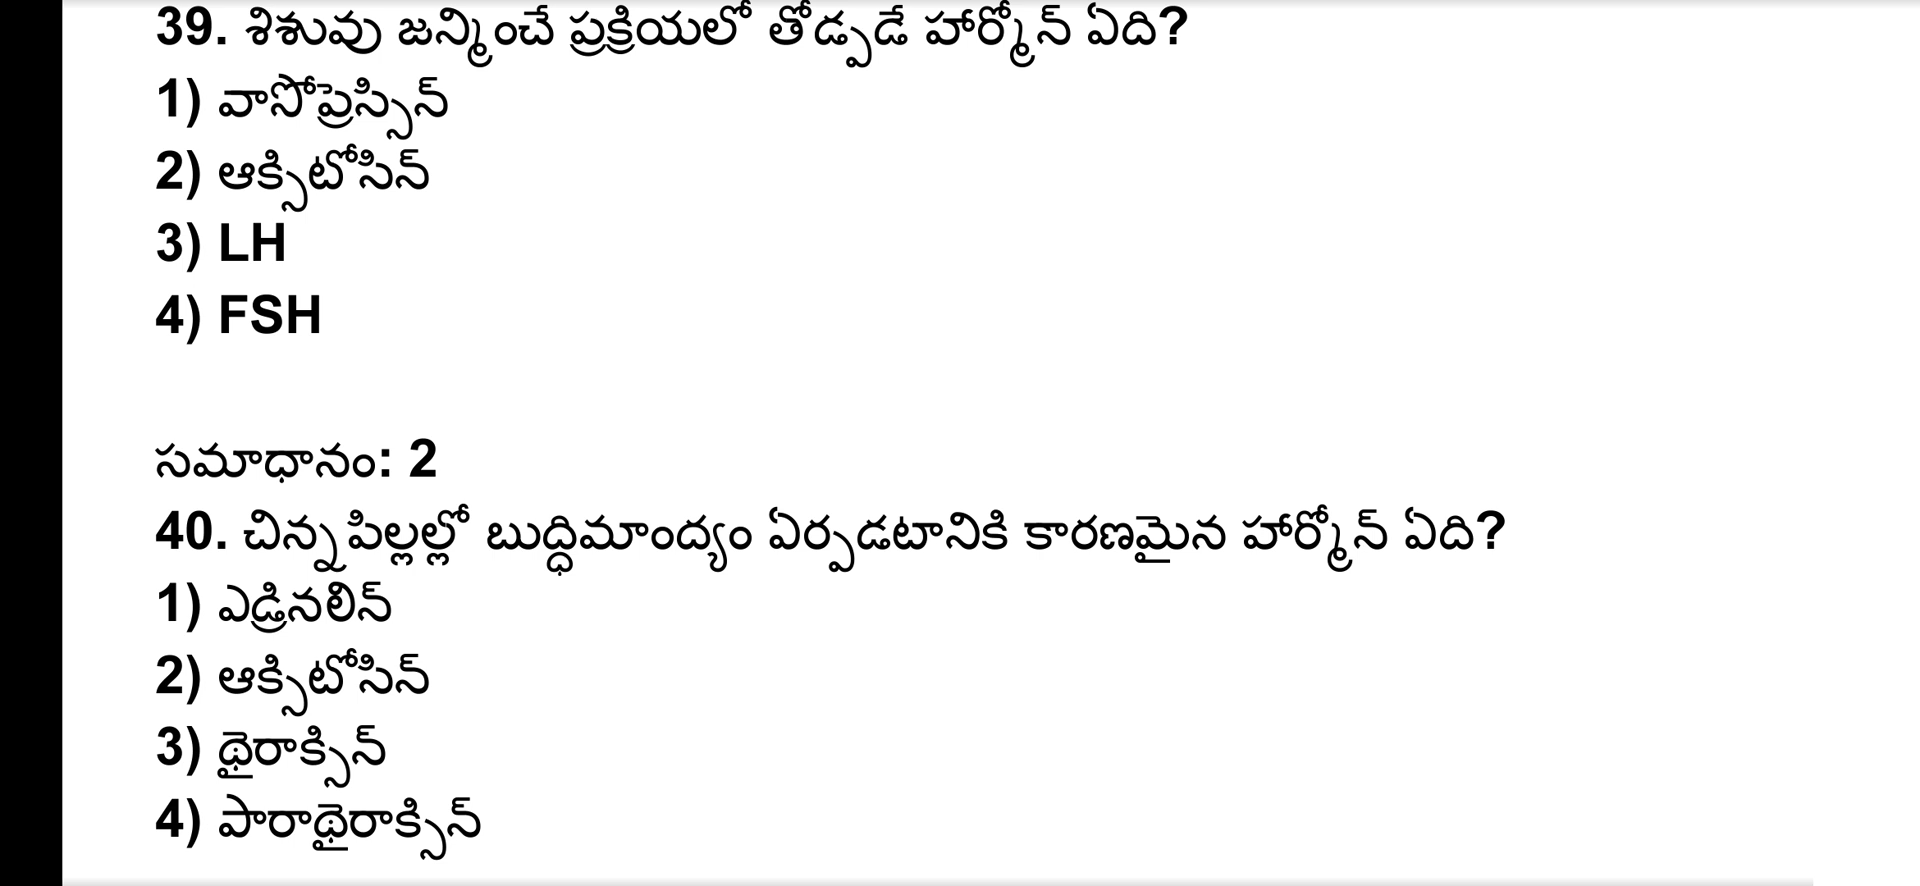 39. శిశువు జన్మించే ప్రక్రియలో తోడ్పడే హార్మోన్ ఏది?
1) వాసోప్రెస్సిన్
2) ఆక్సిటోసిన్
3) LH
4) FSH
సమాధానం: 2
40. చిన్నపిల్లల్లో బుద్ధిమాంద్యం ఏర్పడటానికి కారణమైన హార్మోన్ ఏది?
1) ఎడ్రినలిన్
2) ఆక్సిటోసిన్
3) థైరాక్సిన్
4) పారాథైరాక్సిన్